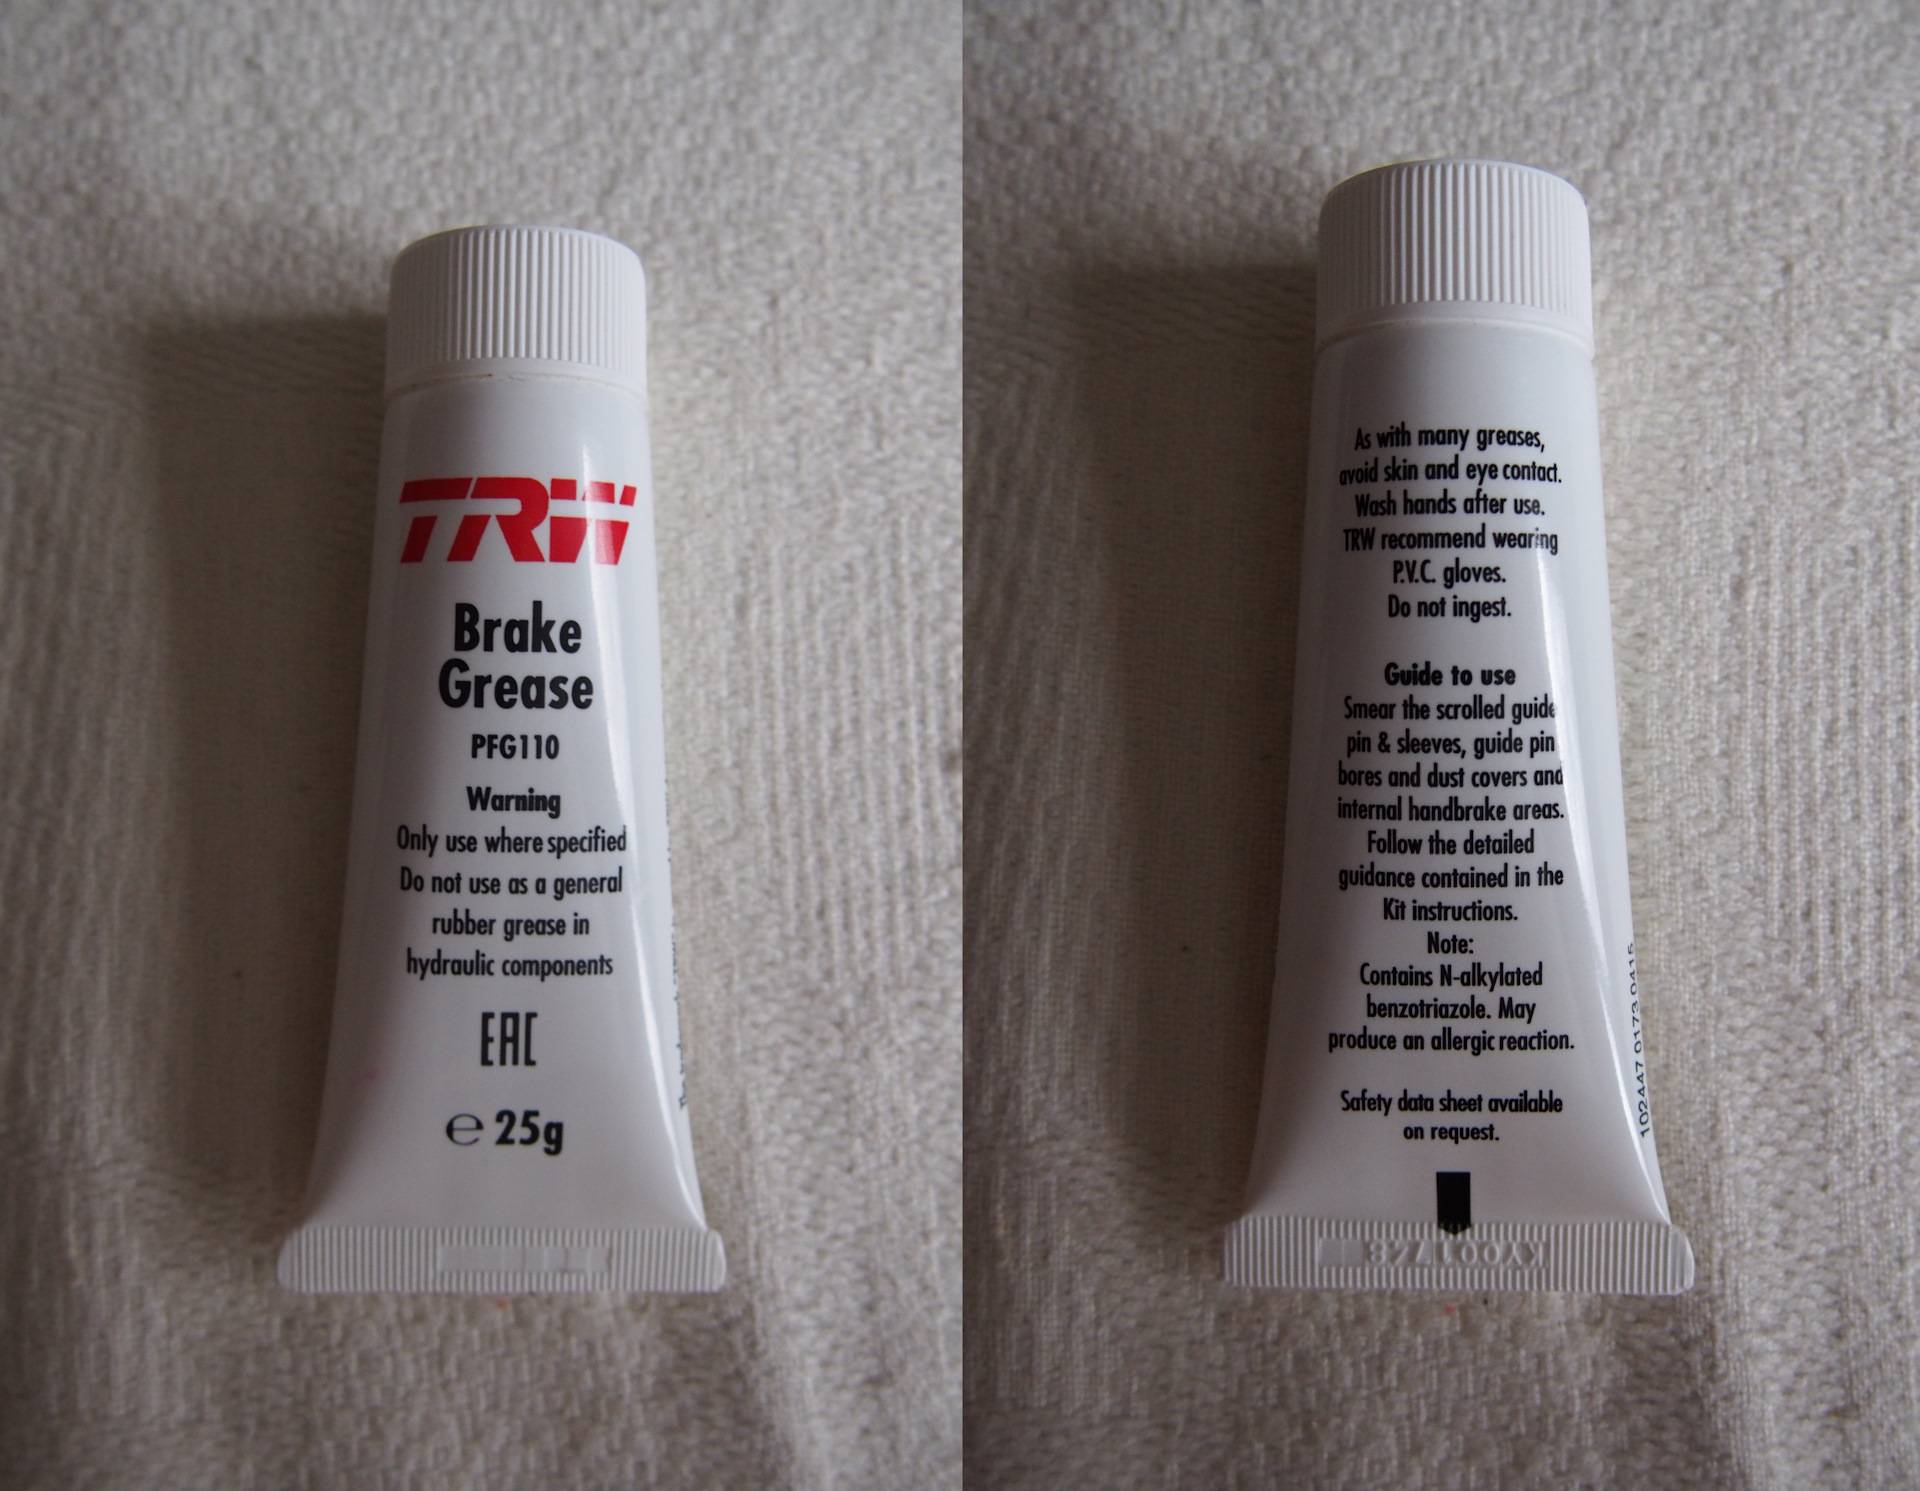 TRW
Brake
Grease
PFG110
Warning
Only use where specified
Do not use as a general
rubber grease in
hydraulic components
EAC
℮ 25g
As with many greases,
avoid skin and eye contact.
Wash hands after use.
TRW recommend wearing
P.V.C. gloves.
Do not ingest.
Guide to use
Smear the scrolled guide
pin & sleeves, guide pin
bores and dust covers and
internal handbrake areas.
Follow the detailed
guidance contained in the
Kit instructions.
Note:
Contains N-alkylated
benzotriazole. May
produce an allergic reaction.
Safety data sheet available
on request.
102447 0173 0415
KY001748